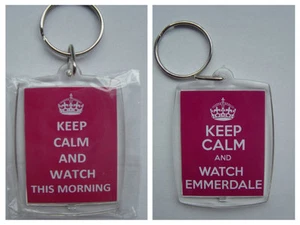 KEEP
CALM
AND
WATCH
THIS MORNING
KEEP
CALM
AND
WATCH
EMMERDALE